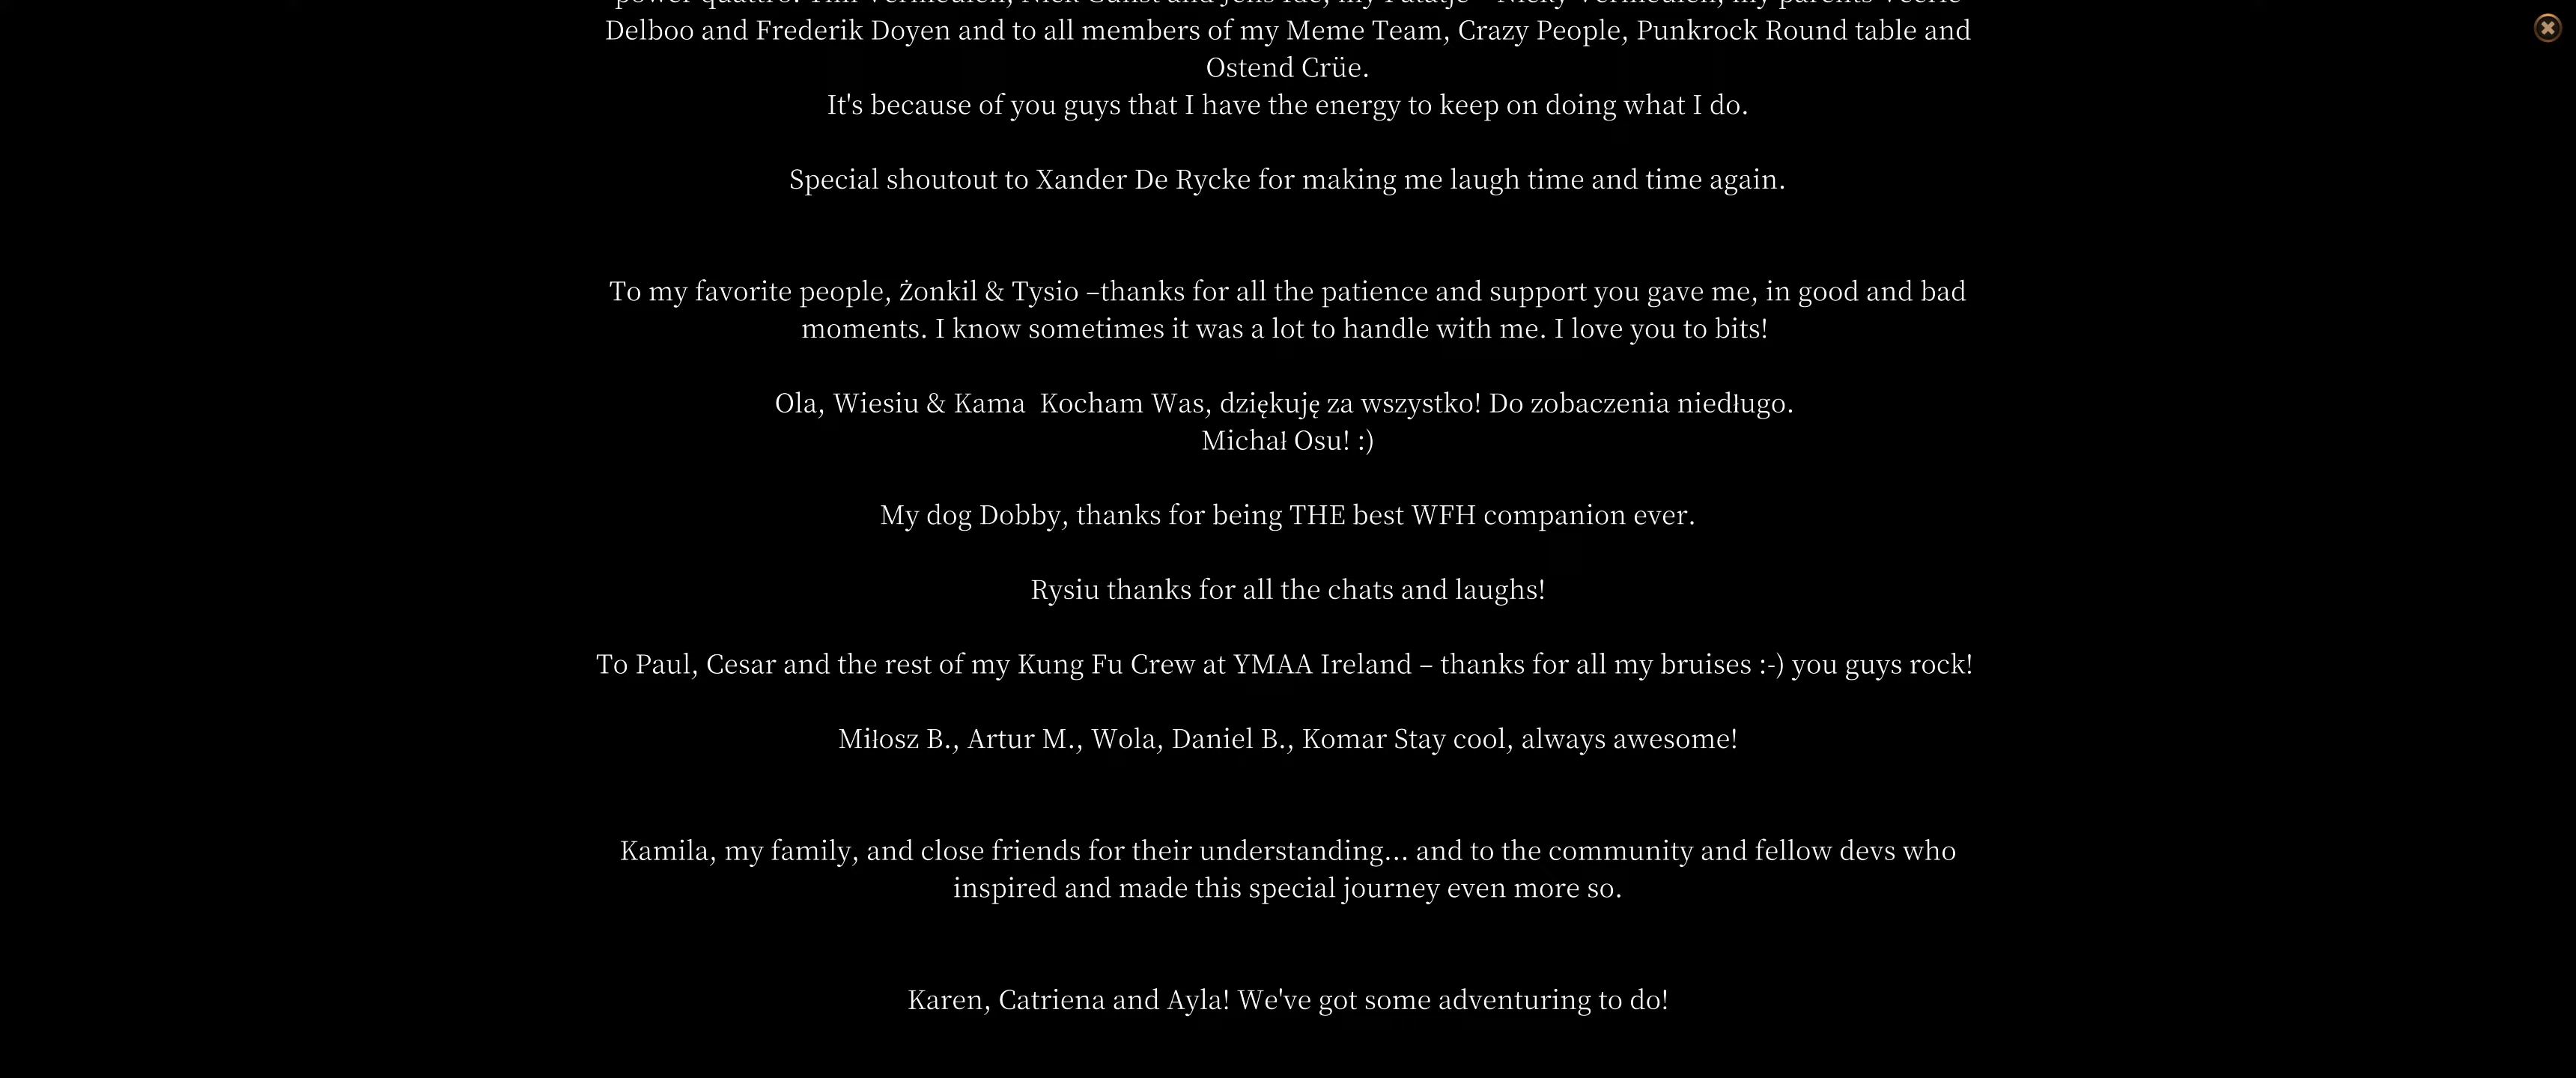 Delboo and Frederik Doyen and to all members of my Meme Team, Crazy People, Punkrock Round table and
Ostend Crüe.
It's because of you guys that I have the energy to keep on doing what I do.
Special shoutout to Xander De Rycke for making me laugh time and time again.
To my favorite people, Żonkil & Tysio –thanks for all the patience and support you gave me, in good and bad
moments. I know sometimes it was a lot to handle with me. I love you to bits!
Ola, Wiesiu & Kama  Kocham Was, dziękuję za wszystko! Do zobaczenia niedługo.
Michał Osu! :)
My dog Dobby, thanks for being THE best WFH companion ever.
Rysiu thanks for all the chats and laughs!
To Paul, Cesar and the rest of my Kung Fu Crew at YMAA Ireland – thanks for all my bruises :-) you guys rock!
Miłosz B., Artur M., Wola, Daniel B., Komar Stay cool, always awesome!
Kamila, my family, and close friends for their understanding... and to the community and fellow devs who
inspired and made this special journey even more so.
Karen, Catriena and Ayla! We've got some adventuring to do!